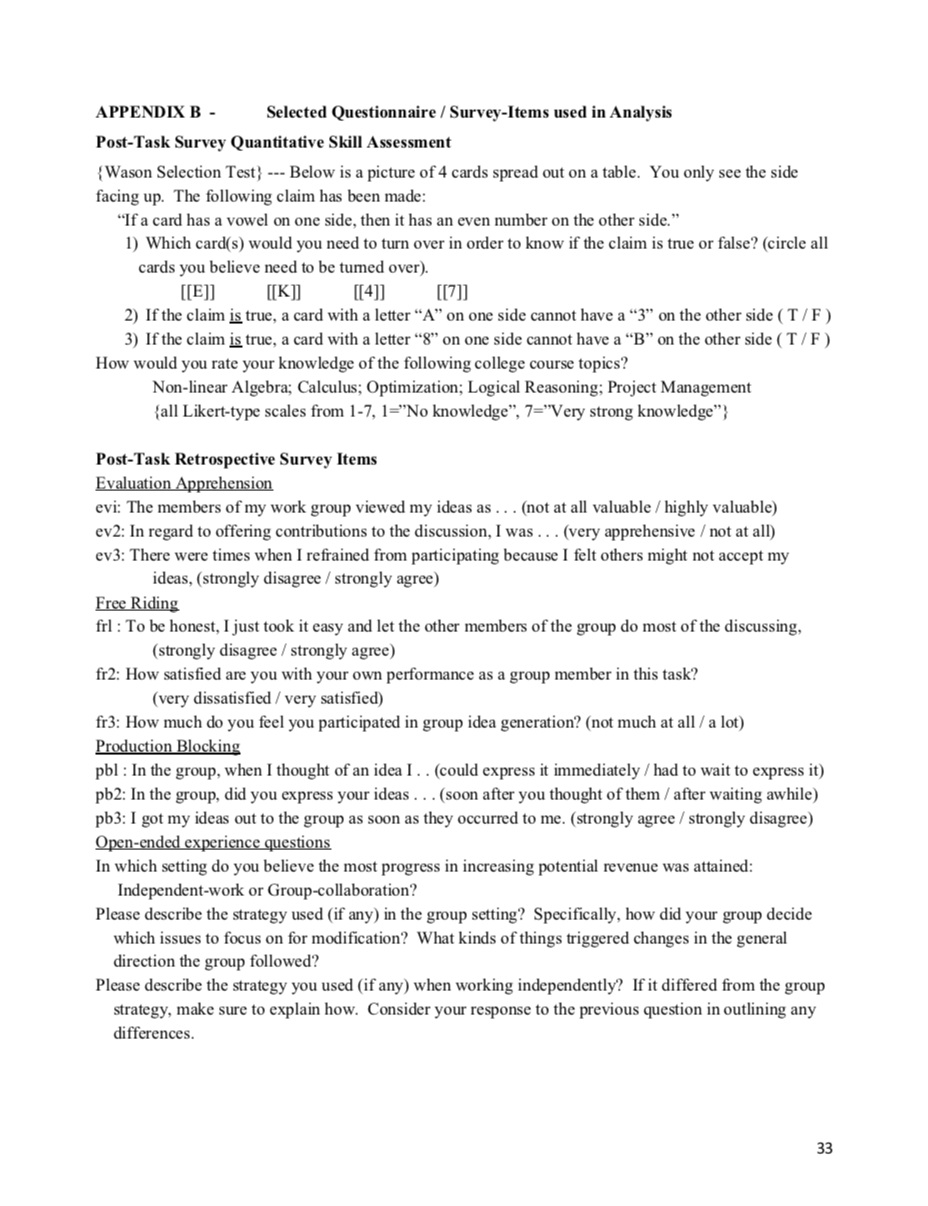 APPENDIX B - Selected Questionnaire / Survey-Items used in Analysis
Post-Task Survey Quantitative Skill Assessment
{Wason Selection Test} --- Below is a picture of 4 cards spread out on a table. You only see the side
facing up. The following claim has been made:
“If a card has a vowel on one side, then it has an even number on the other side.”
1) Which card(s) would you need to turn over in order to know if the claim is true or false? (circle all
cards you believe need to be turned over).
[[E]] [[K]] [[4]] [[7]]
2) If the claim is true, a card with a letter “A” on one side cannot have a “3” on the other side ( T / F )
3) If the claim is true, a card with a letter “8” on one side cannot have a “B” on the other side ( T / F )
How would you rate your knowledge of the following college course topics?
Non-linear Algebra; Calculus; Optimization; Logical Reasoning; Project Management
{all Likert-type scales from 1-7, 1=”No knowledge”, 7=”Very strong knowledge”}
Post-Task Retrospective Survey Items
Evaluation Apprehension
evi: The members of my work group viewed my ideas as . . . (not at all valuable / highly valuable)
ev2: In regard to offering contributions to the discussion, I was . . . (very apprehensive / not at all)
ev3: There were times when I refrained from participating because I felt others might not accept my
ideas, (strongly disagree / strongly agree)
Free Riding
frl : To be honest, I just took it easy and let the other members of the group do most of the discussing,
(strongly disagree / strongly agree)
fr2: How satisfied are you with your own performance as a group member in this task?
(very dissatisfied / very satisfied)
fr3: How much do you feel you participated in group idea generation? (not much at all / a lot)
Production Blocking
pbl : In the group, when I thought of an idea I . . (could express it immediately / had to wait to express it)
pb2: In the group, did you express your ideas . . . (soon after you thought of them / after waiting awhile)
pb3: I got my ideas out to the group as soon as they occurred to me. (strongly agree / strongly disagree)
Open-ended experience questions
In which setting do you believe the most progress in increasing potential revenue was attained:
Independent-work or Group-collaboration?
Please describe the strategy used (if any) in the group setting? Specifically, how did your group decide
which issues to focus on for modification? What kinds of things triggered changes in the general
direction the group followed?
Please describe the strategy you used (if any) when working independently? If it differed from the group
strategy, make sure to explain how. Consider your response to the previous question in outlining any
differences.
33